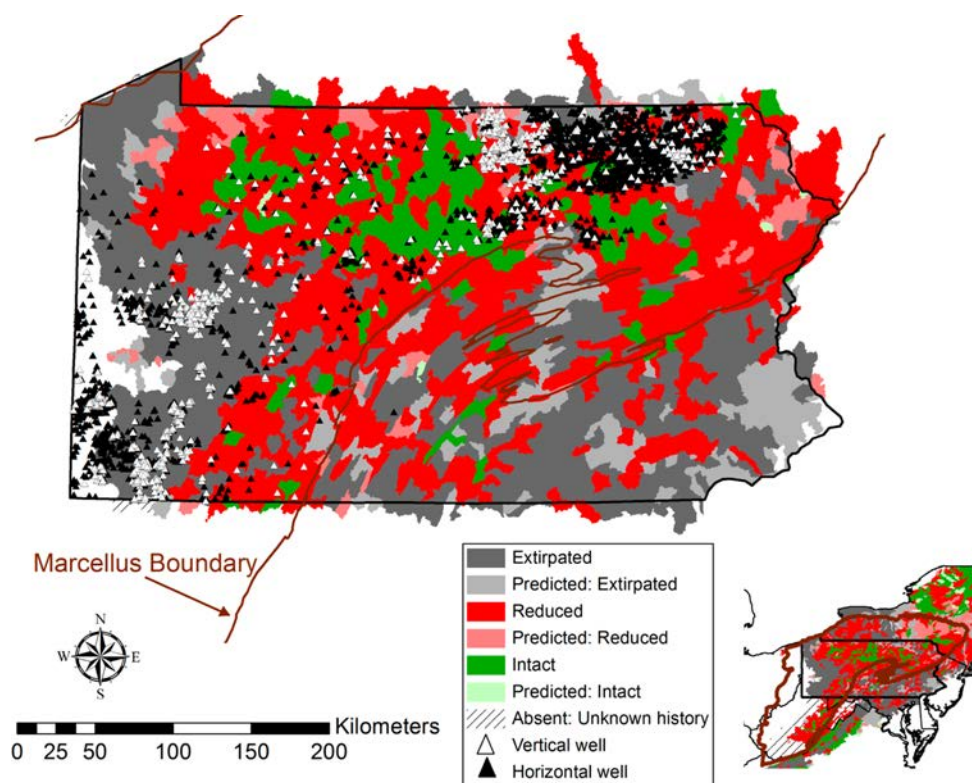 Marcellus Boundary
N
W E
S
Kilometers
0 25 50 100 150 200
Extirpated
Predicted: Extirpated
Reduced
Predicted: Reduced
Intact
Predicted: Intact
Absent: Unknown history
Vertical well
Horizontal well